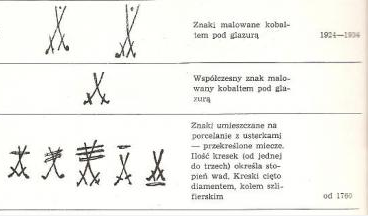 Znaki malowane kobal-
tem pod glazurą
1924—1934
Współczesny znak malo-
wany kobaltem pod gla-
zurą
Znaki umieszczane na
porcelanie z usterkami
— przekreślone miecze.
Ilość kresek (od jednej
do trzech) określa sto-
pień wad. Kreski cięto
diamentem, kołem szli-
fierskim
od 1760